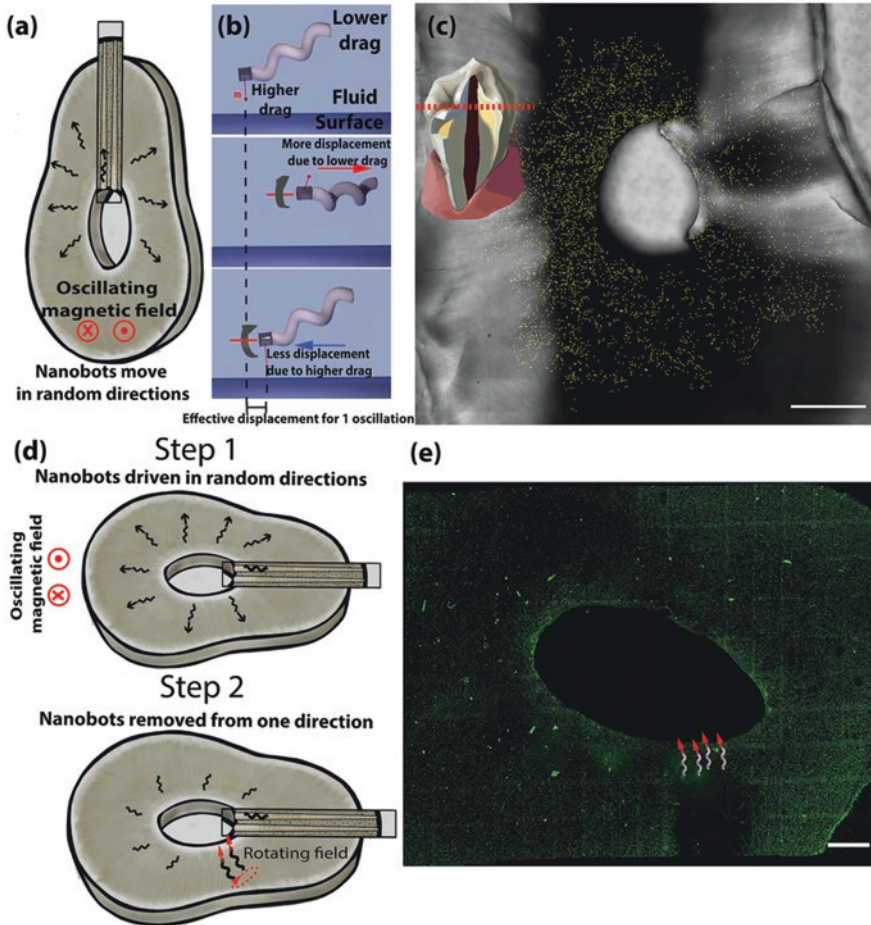 (a)
Oscillating
magnetic field
Nanobots move
in random directions
(b)
Lower
drag
Higher
drag
m
Fluid
Surface
More displacement
due to lower drag
Less displacement
due to higher drag
Effective displacement for 1 oscillation
(c)
(d)
Step 1
Nanobots driven in random directions
Oscillating
magnetic field
Step 2
Nanobots removed from one direction
Rotating field
(e)